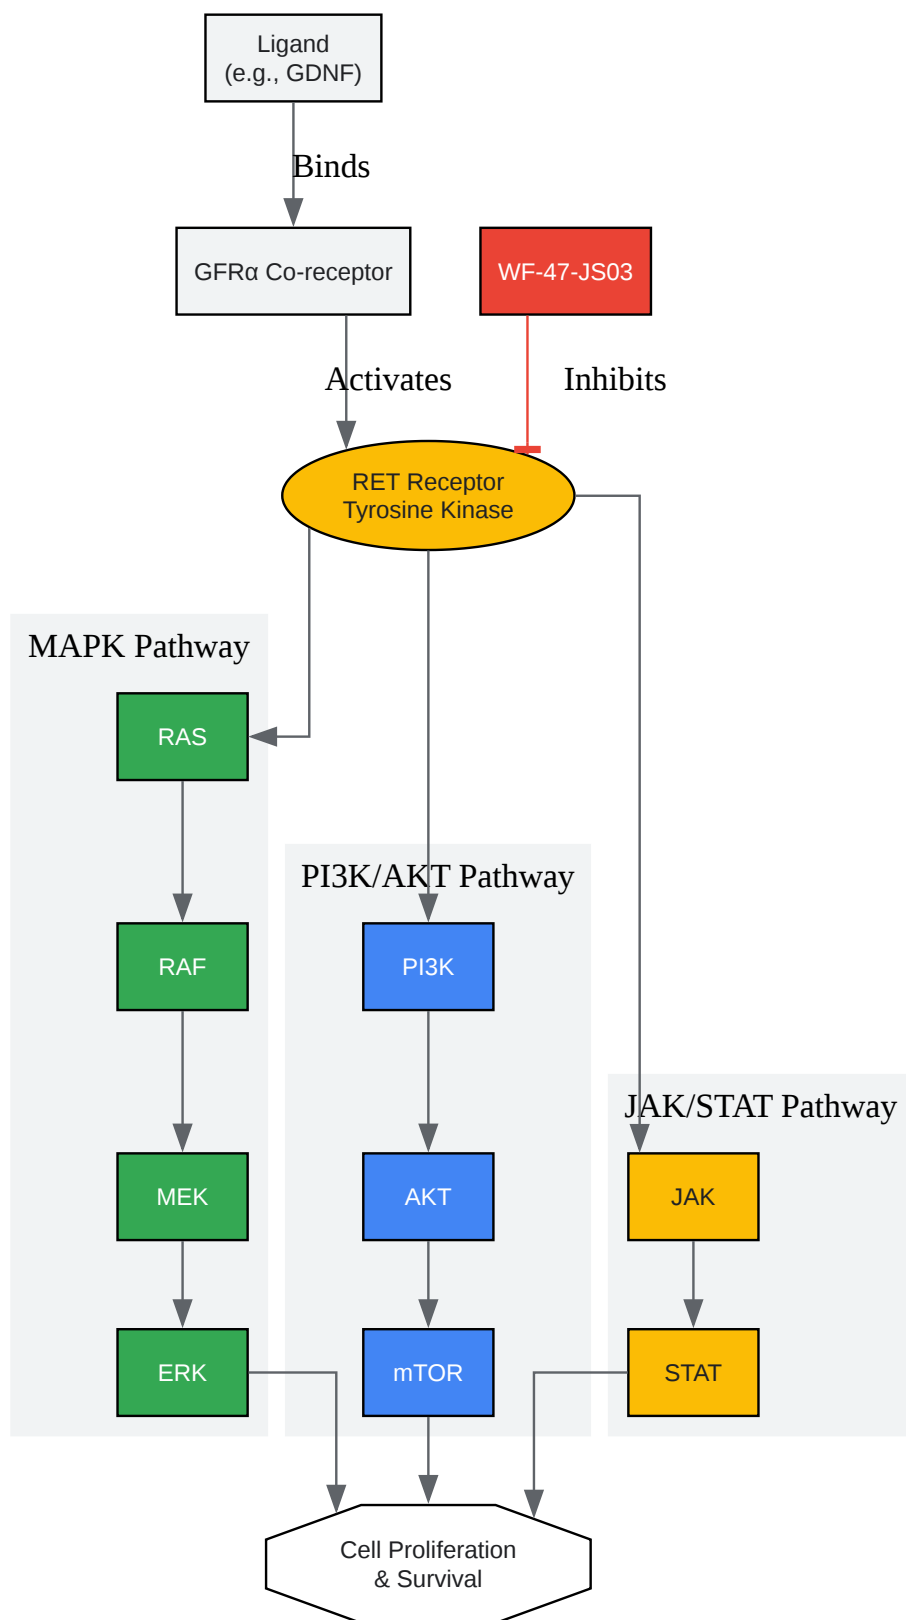 Ligand
(e.g., GDNF)
Binds
GFRα Co-receptor
WF-47-JS03
Activates
Inhibits
RET Receptor
Tyrosine Kinase
MAPK Pathway
RAS
PI3K/AKT Pathway
RAF
PI3K
JAK/STAT Pathway
MEK
AKT
JAK
ERK
mTOR
STAT
Cell Proliferation
& Survival